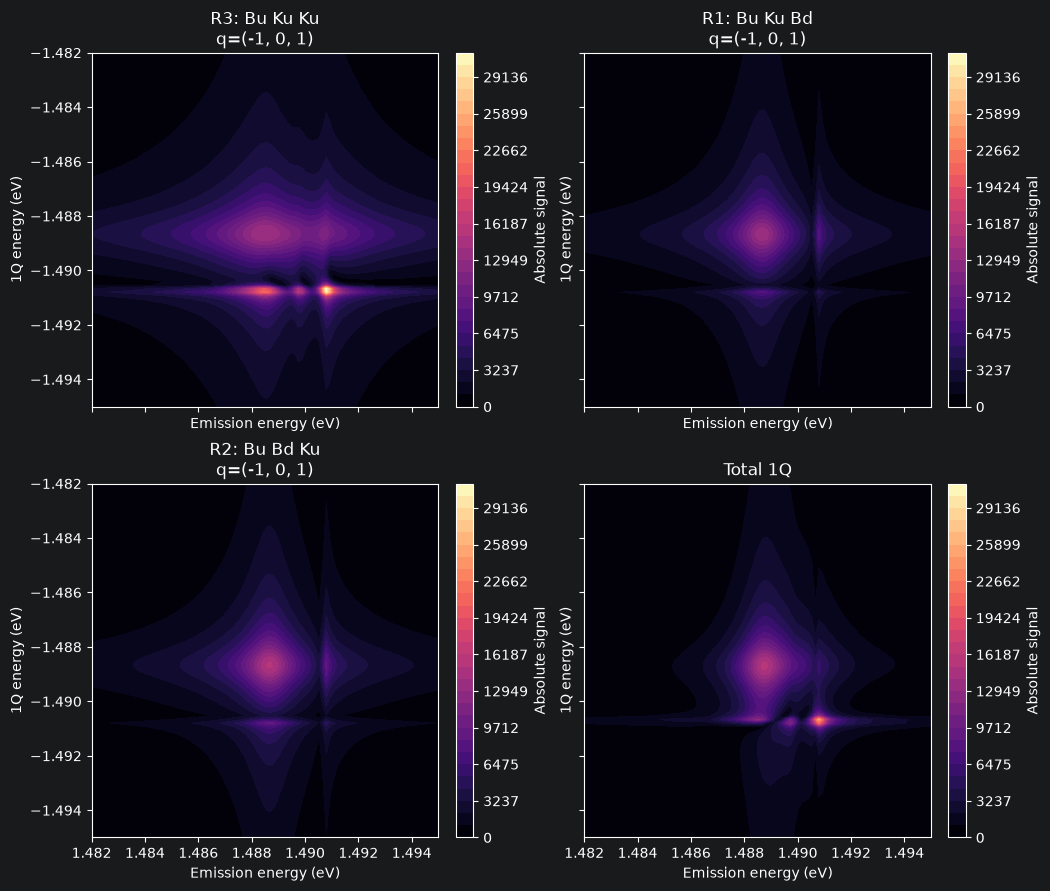 R3: Bu Ku Ku
q=(-1, 0, 1)
−1.482
−1.484
−1.486
−1.488
−1.490
−1.492
−1.494
1Q energy (eV)
Emission energy (eV)
29136
25899
22662
19424
16187
12949
9712
6475
3237
0
Absolute signal
R1: Bu Ku Bd
q=(-1, 0, 1)
1Q energy (eV)
Emission energy (eV)
29136
25899
22662
19424
16187
12949
9712
6475
3237
0
Absolute signal
R2: Bu Bd Ku
q=(-1, 0, 1)
−1.482
−1.484
−1.486
−1.488
−1.490
−1.492
−1.494
1Q energy (eV)
1.482 1.484 1.486 1.488 1.490 1.492 1.494
Emission energy (eV)
29136
25899
22662
19424
16187
12949
9712
6475
3237
0
Absolute signal
Total 1Q
1Q energy (eV)
1.482 1.484 1.486 1.488 1.490 1.492 1.494
Emission energy (eV)
29136
25899
22662
19424
16187
12949
9712
6475
3237
0
Absolute signal